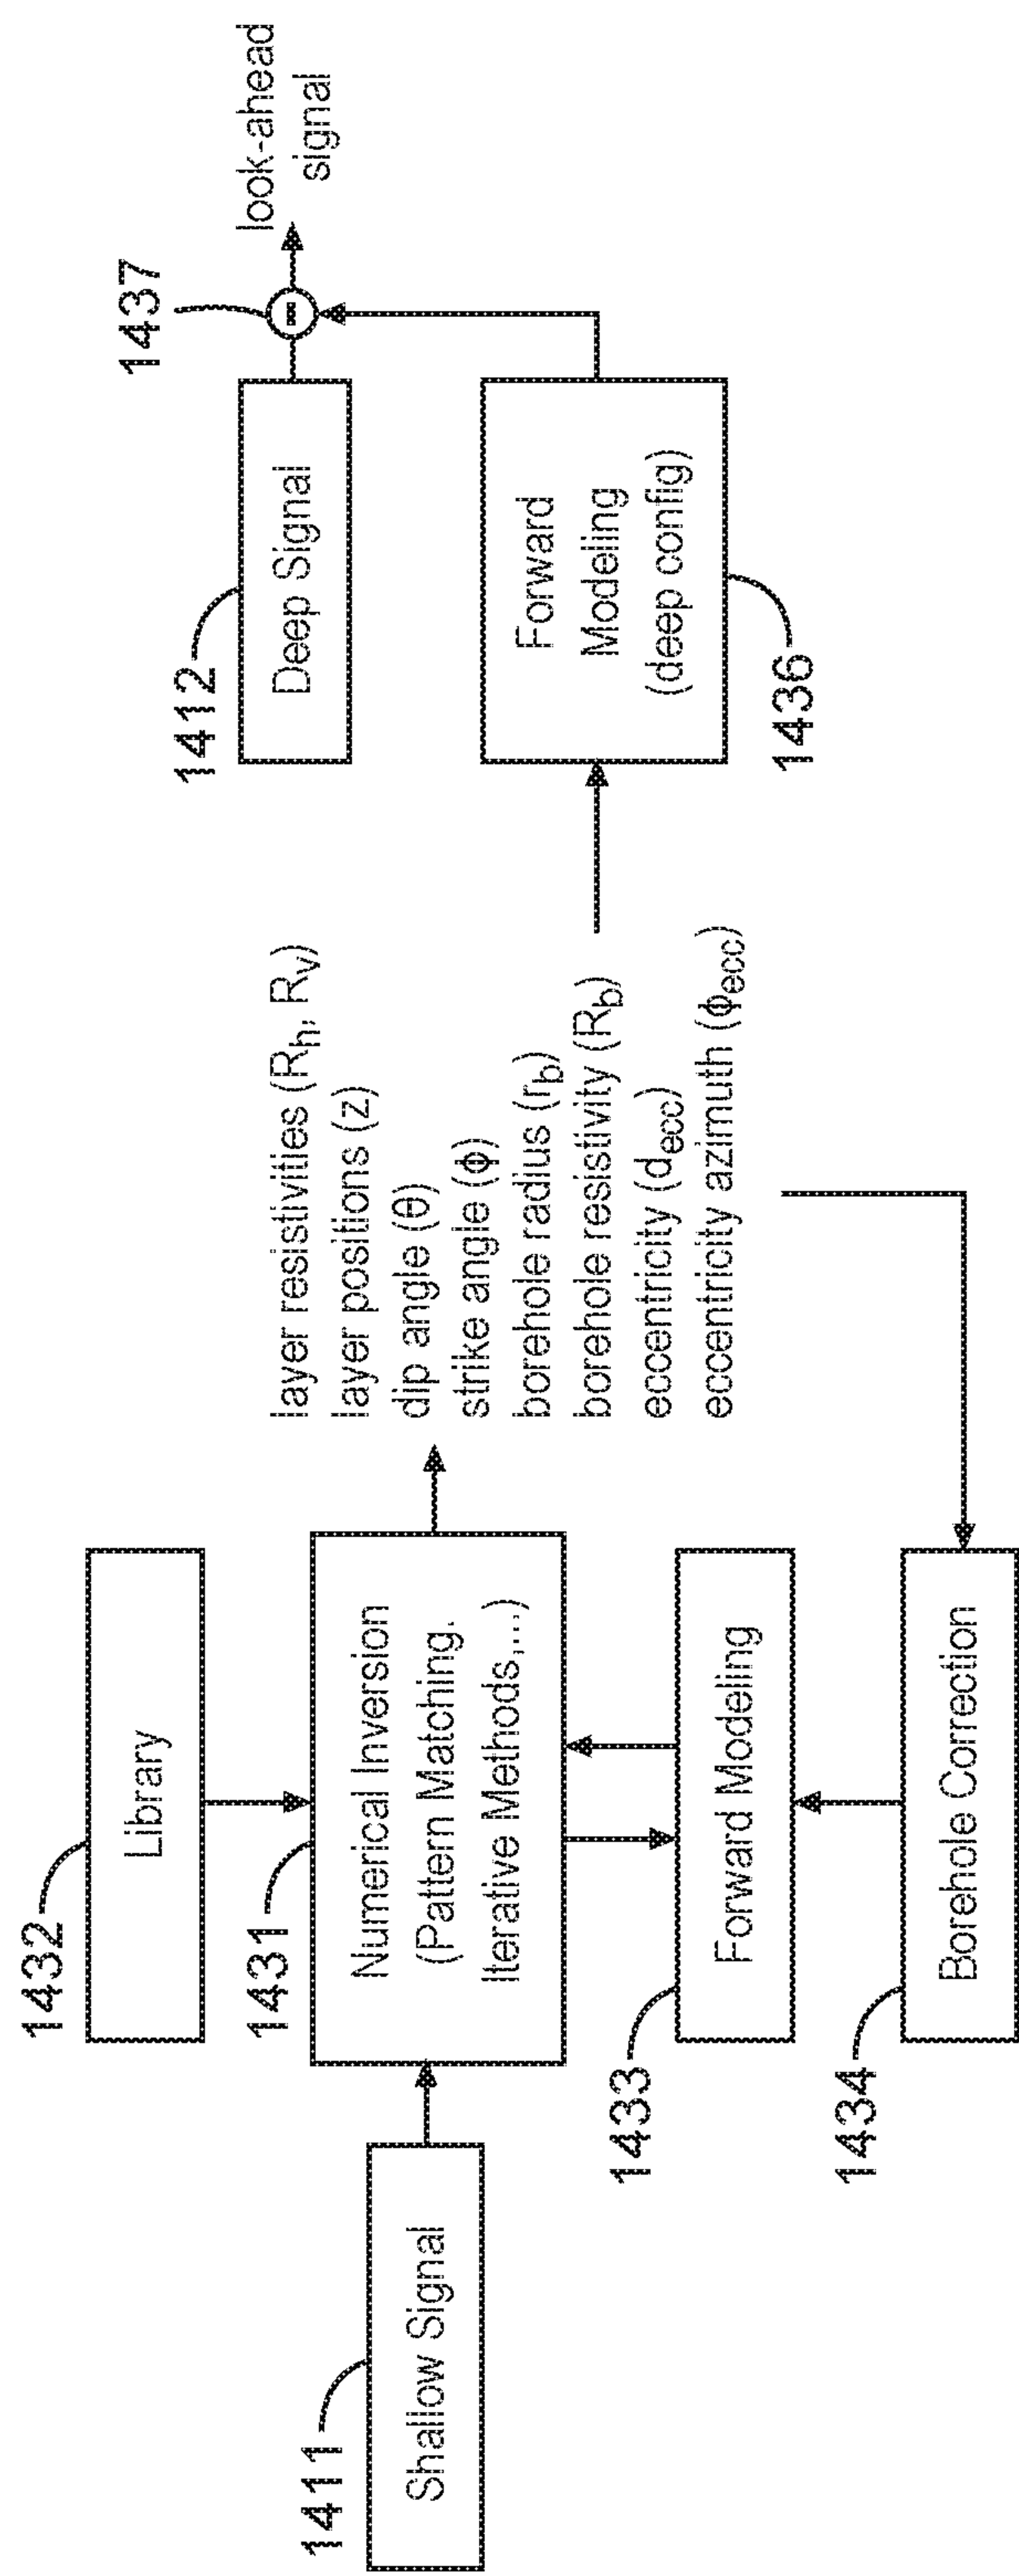 1411
Shallow Signal
1432
Library
1431
Numerical Inversion
(Pattern Matching.
Iterative Methods,...)
1433
Forward Modeling
1434
Borehole Correction
layer resistivities (Rh, Rv)
layer positions (z)
dip angle (θ)
strike angle (ϕ)
borehole radius (rb)
borehole resistivity (Rb)
eccentricity (decc)
eccentricity azimuth (ϕecc)
1412
Deep Signal
1437
-
look-ahead
signal
Forward
Modeling
(deep config)
1436